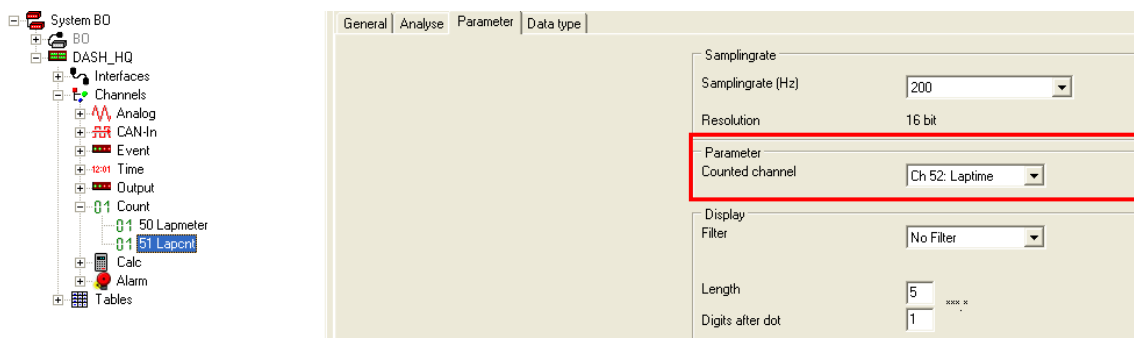 System BO
BO
DASH_HQ
Interfaces
Channels
Analog
CAN-In
Event
12:01 Time
Output
01 Count
01 50 Lapmeter
01 51 Lapcnt
Calc
Alarm
Tables
General Analyse Parameter Data type
Samplingrate
Samplingrate (Hz) 200
Resolution 16 bit
Parameter
Counted channel Ch 52: Laptime
Display
Filter No Filter
Length 5 xxx.x
Digits after dot 1